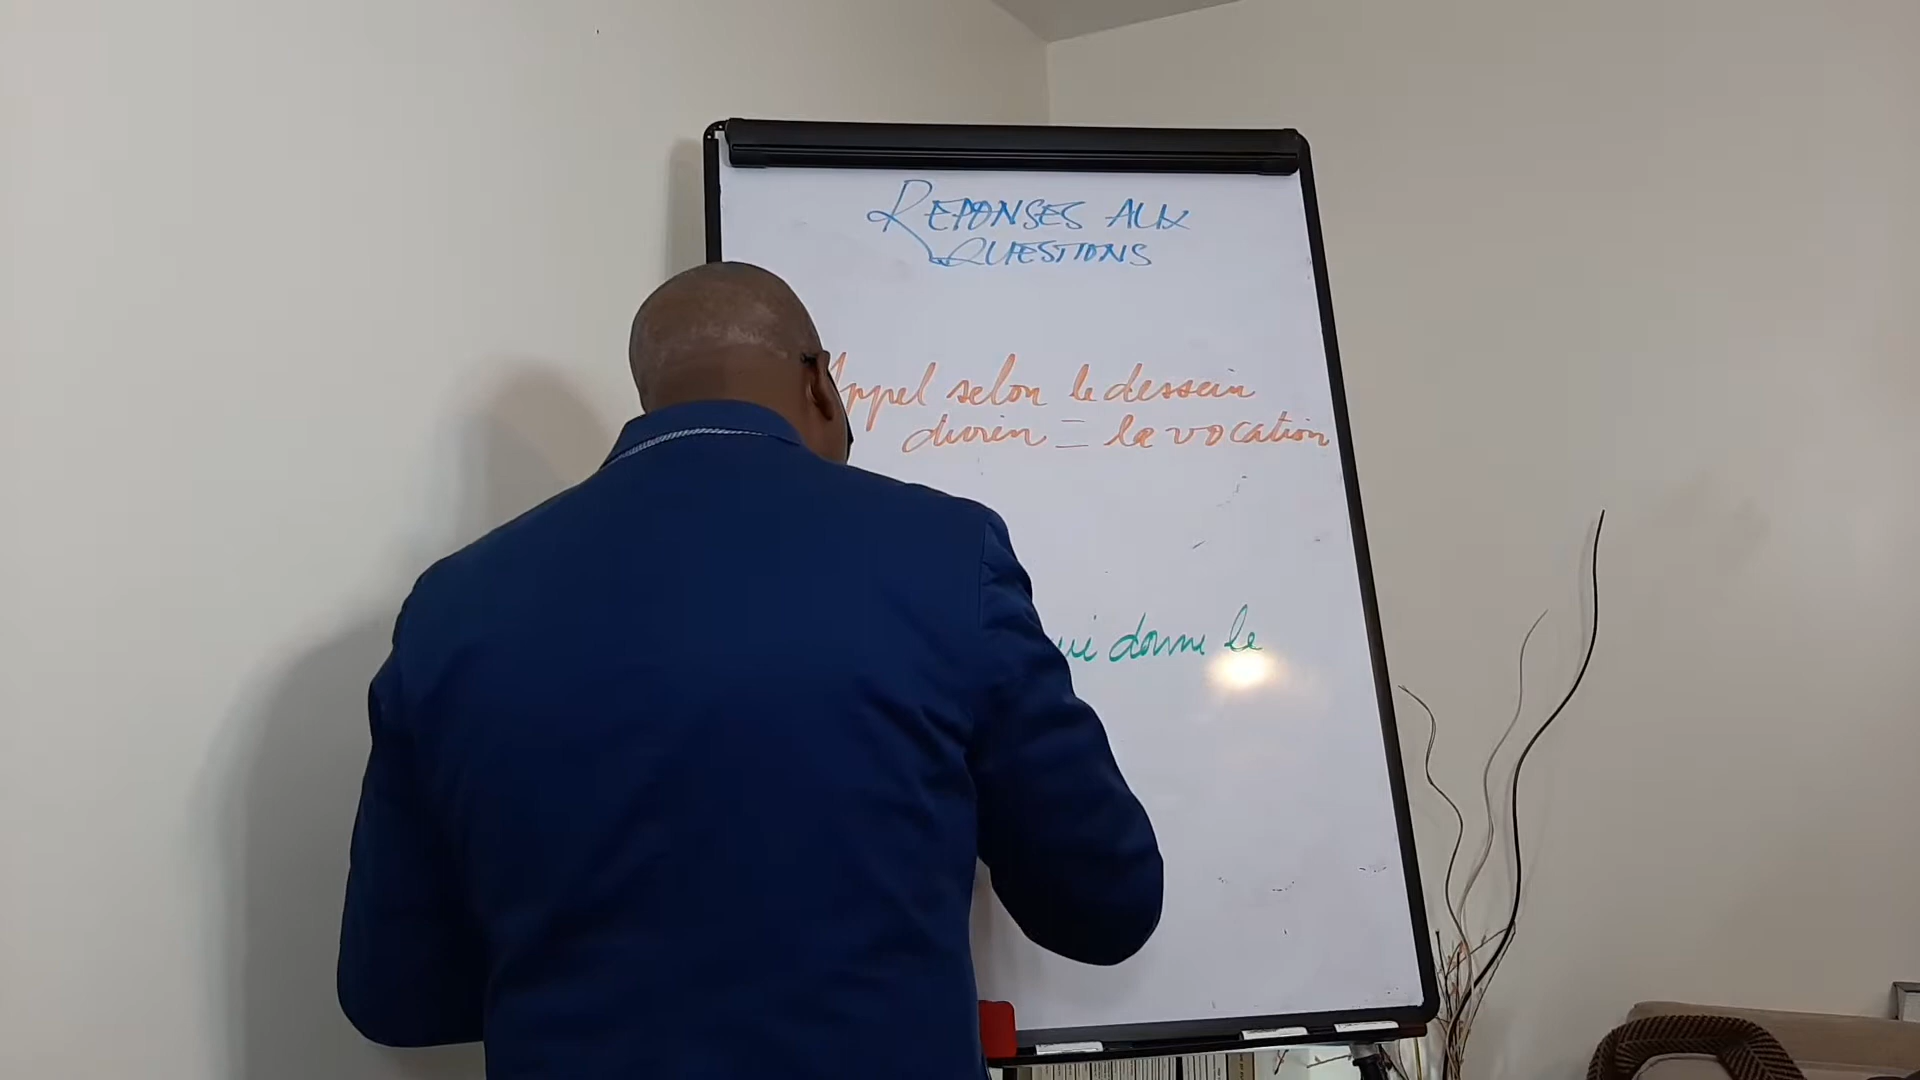 REPONSES AUX
QUESTIONS
Appel selon le dessein
divin = la vocation
donne le